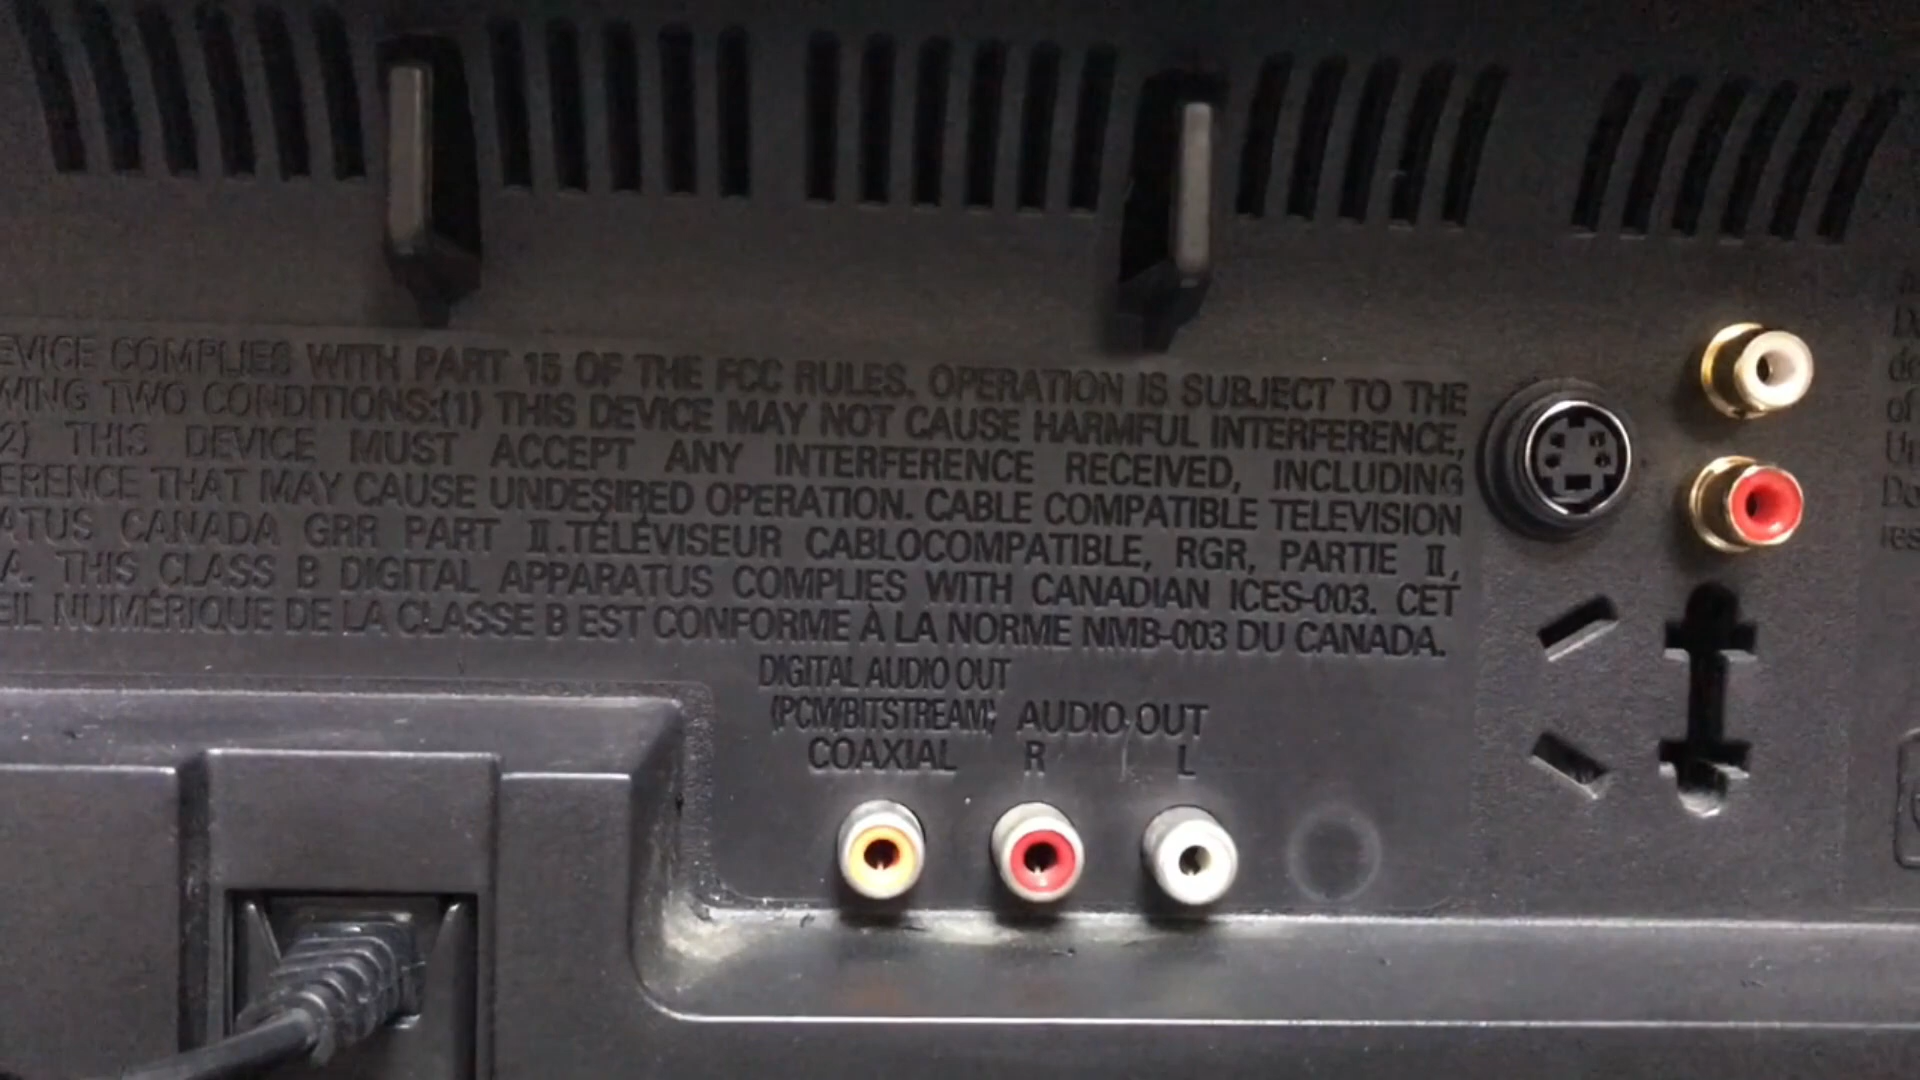 EVICE COMPLIES WITH PART 15 OF THE FCC RULES. OPERATION IS SUBJECT TO THE
WING TWO CONDITIONS:(1) THIS DEVICE MAY NOT CAUSE HARMFUL INTERFERENCE,
2) THIS DEVICE MUST ACCEPT ANY INTERFERENCE RECEIVED, INCLUDING
ERENCE THAT MAY CAUSE UNDESIRED OPERATION. CABLE COMPATIBLE TELEVISION
ATUS CANADA GRR PART II.TÉLÉVISEUR CABLOCOMPATIBLE, RGR, PARTIE II,
A. THIS CLASS B DIGITAL APPARATUS COMPLIES WITH CANADIAN ICES-003. CET
EIL NUMÉRIQUE DE LA CLASSE B EST CONFORME À LA NORME NMB-003 DU CANADA.
DIGITAL AUDIO OUT
(PCM/BITSTREAM) AUDIO OUT
COAXIAL R L